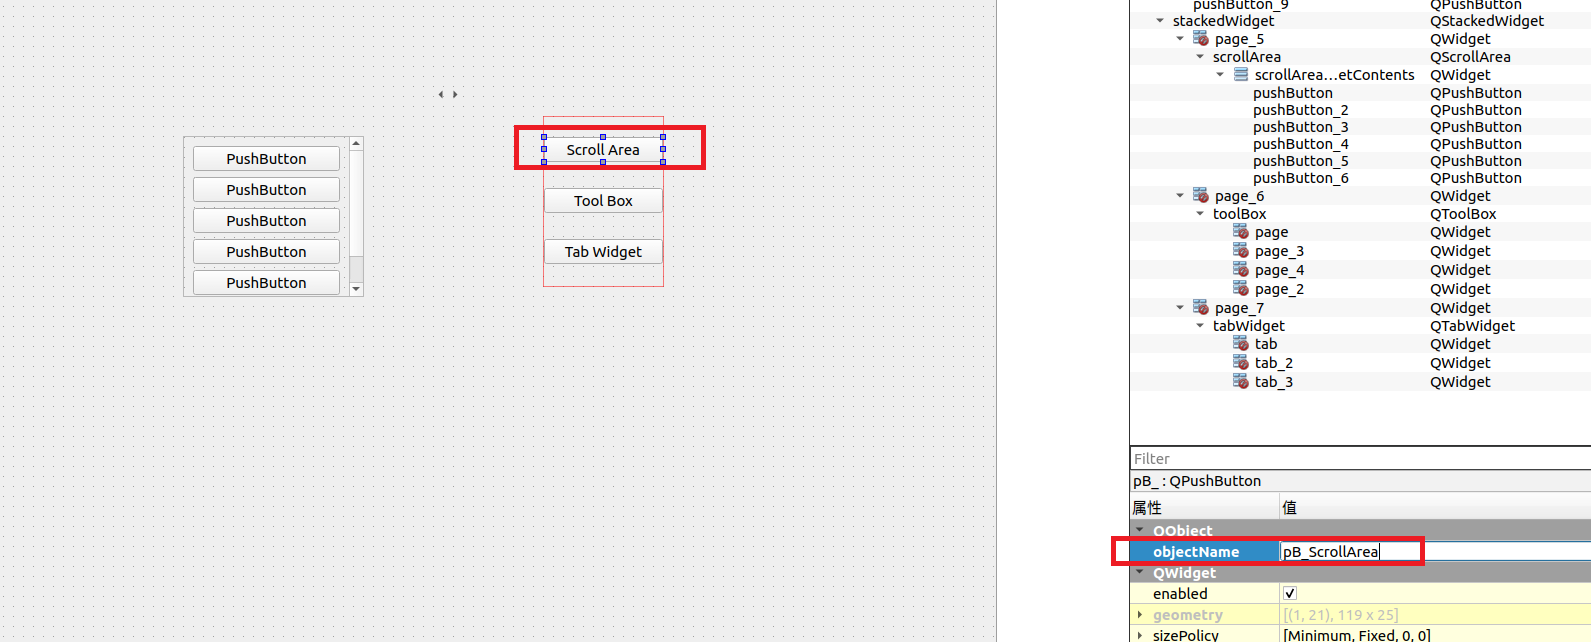 PushButton
PushButton
PushButton
PushButton
PushButton
Scroll Area
Tool Box
Tab Widget
pushButton_9 QPushButton
stackedWidget QStackedWidget
page_5 QWidget
scrollArea QScrollArea
scrollArea...etContents QWidget
pushButton QPushButton
pushButton_2 QPushButton
pushButton_3 QPushButton
pushButton_4 QPushButton
pushButton_5 QPushButton
pushButton_6 QPushButton
page_6 QWidget
toolBox QToolBox
page QWidget
page_3 QWidget
page_4 QWidget
page_2 QWidget
page_7 QWidget
tabWidget QTabWidget
tab QWidget
tab_2 QWidget
tab_3 QWidget
Filter
pB_ : QPushButton
属性 值
QObject
objectName pB_ScrollArea
QWidget
enabled
geometry [(1, 21), 119 x 25]
sizePolicy [Minimum, Fixed, 0, 0]